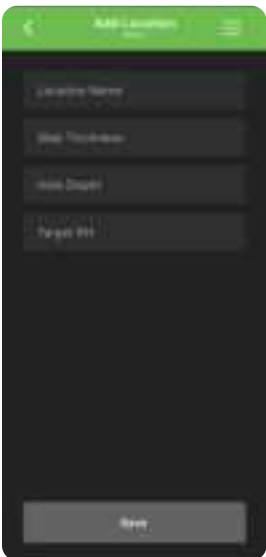 Add Location
Location Name
Slab Thickness
Hole Depth
Target RH
Save